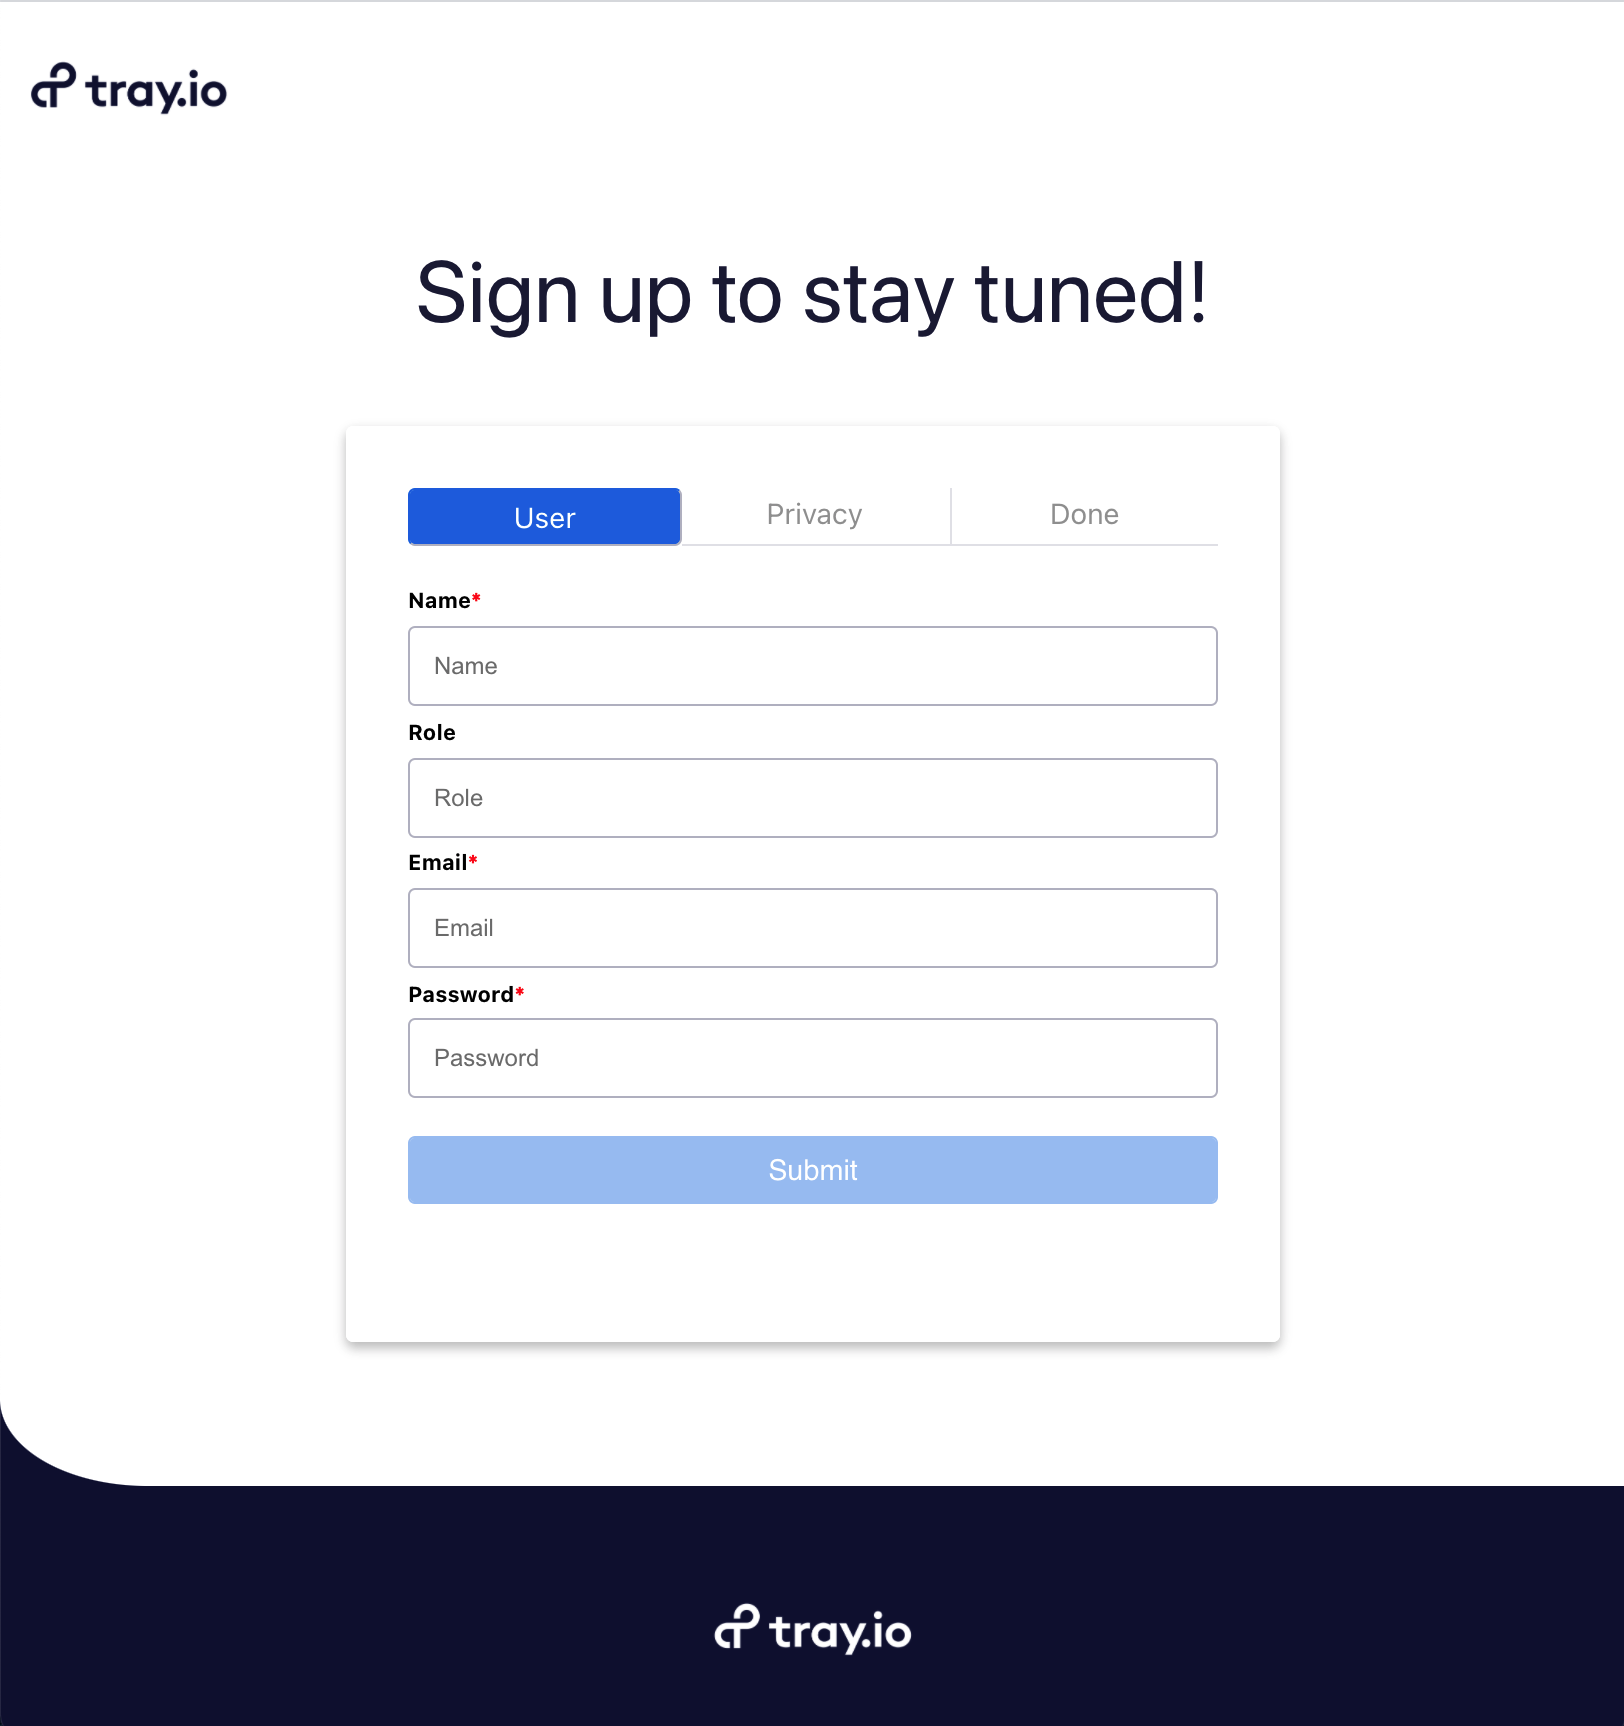 tray.io
Sign up to stay tuned!
User Privacy Done
Name*
Name
Role
Role
Email*
Email
Password*
Password
Submit
tray.io